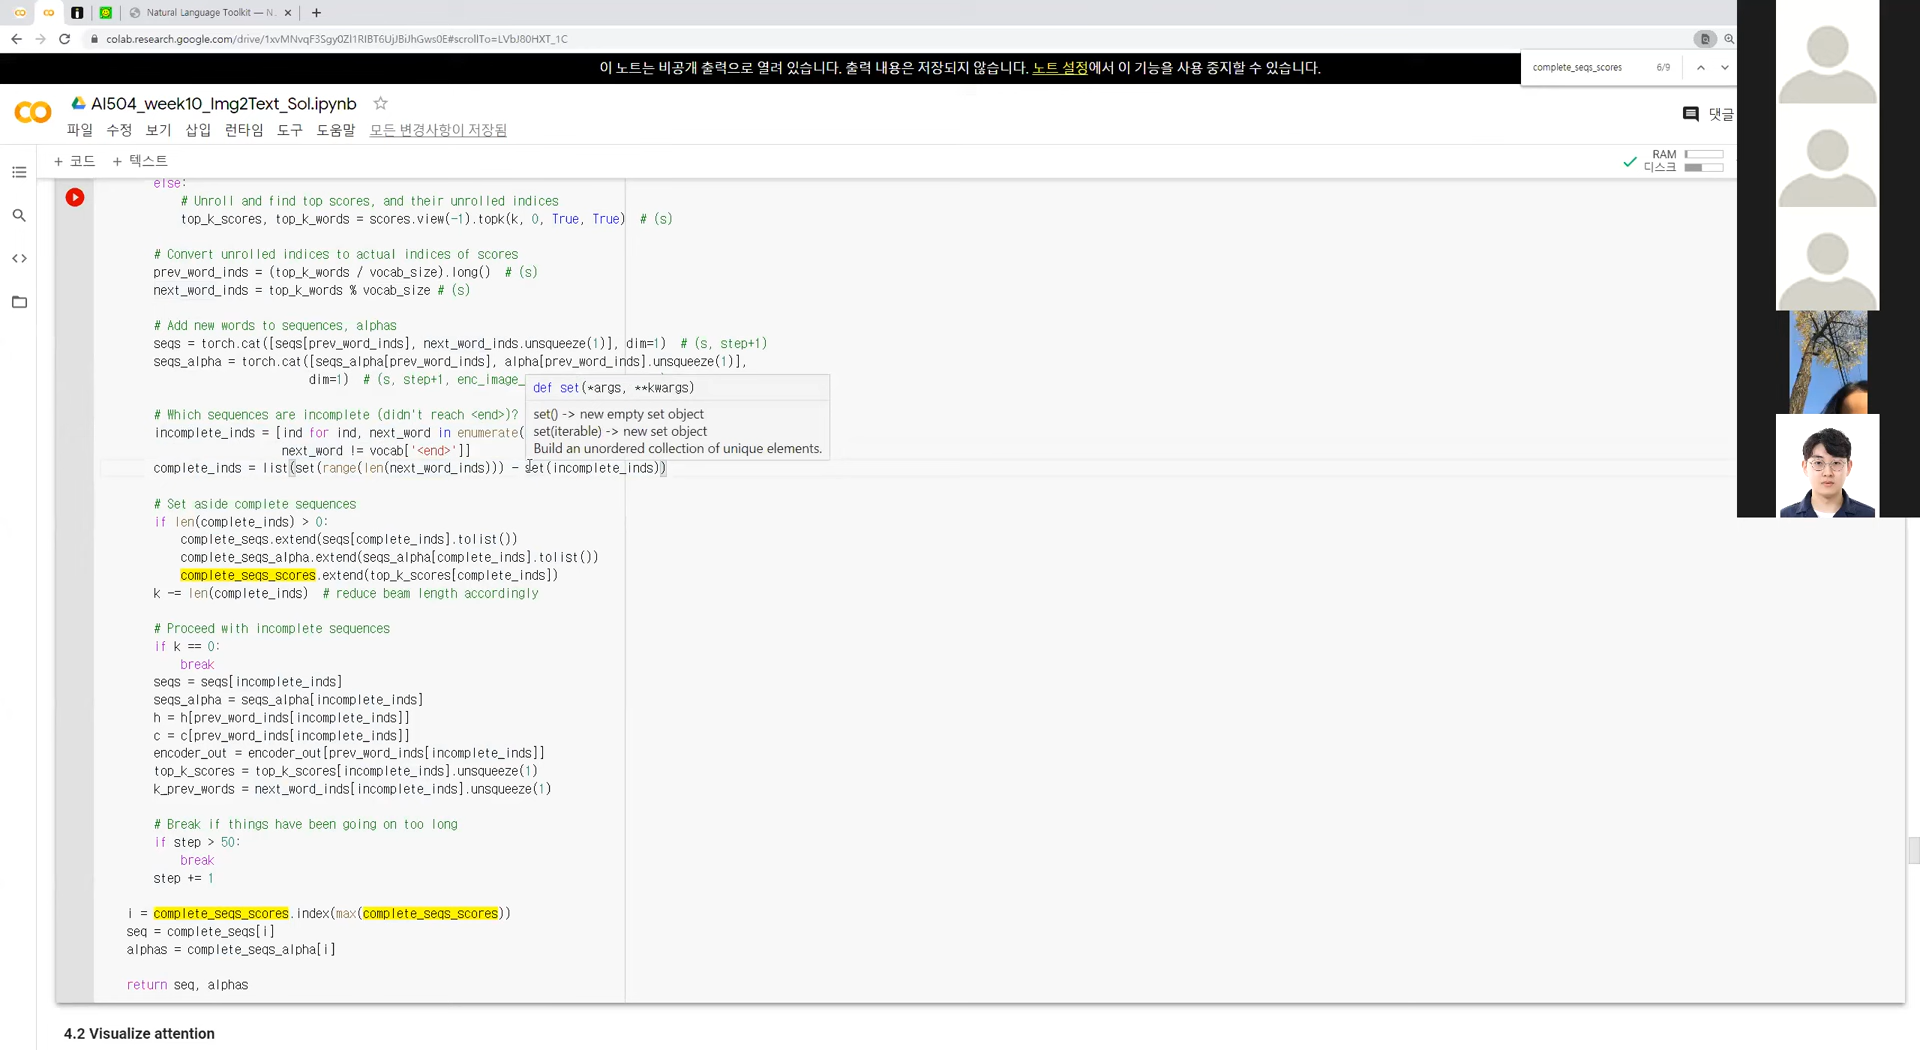 Natural Language Toolkit — N
colab.research.google.com/drive/1xvMNvqF3Sgy0Zl1RIBT6UjJBiJhGws0E#scrollTo=LVbJ80HXT_1C
이 노트는 비공개 출력으로 열려 있습니다. 출력 내용은 저장되지 않습니다. 노트 설정에서 이 기능을 사용 중지할 수 있습니다.
complete_seqs_scores 6/9
AI504_week10_Img2Text_Sol.ipynb
파일 수정 보기 삽입 런타임 도구 도움말 모든 변경사항이 저장됨
댓글
+ 코드 + 텍스트
RAM
디스크
else:
# Unroll and find top scores, and their unrolled indices
top_k_scores, top_k_words = scores.view(-1).topk(k, 0, True, True) # (s)
# Convert unrolled indices to actual indices of scores
prev_word_inds = (top_k_words / vocab_size).long() # (s)
next_word_inds = top_k_words % vocab_size # (s)
# Add new words to sequences, alphas
seqs = torch.cat([seqs[prev_word_inds], next_word_inds.unsqueeze(1)], dim=1) # (s, step+1)
seqs_alpha = torch.cat([seqs_alpha[prev_word_inds], alpha[prev_word_inds].unsqueeze(1)],
dim=1) # (s, step+1, enc_image_
def set(*args, **kwargs)
set() -> new empty set object
set(iterable) -> new set object
Build an unordered collection of unique elements.
# Which sequences are incomplete (didn't reach <end>)?
incomplete_inds = [ind for ind, next_word in enumerate(
next_word != vocab['<end>']]
complete_inds = list(set(range(len(next_word_inds))) - set(incomplete_inds))
# Set aside complete sequences
if len(complete_inds) > 0:
complete_seqs.extend(seqs[complete_inds].tolist())
complete_seqs_alpha.extend(seqs_alpha[complete_inds].tolist())
complete_seqs_scores.extend(top_k_scores[complete_inds])
k -= len(complete_inds) # reduce beam length accordingly
# Proceed with incomplete sequences
if k == 0:
break
seqs = seqs[incomplete_inds]
seqs_alpha = seqs_alpha[incomplete_inds]
h = h[prev_word_inds[incomplete_inds]]
c = c[prev_word_inds[incomplete_inds]]
encoder_out = encoder_out[prev_word_inds[incomplete_inds]]
top_k_scores = top_k_scores[incomplete_inds].unsqueeze(1)
k_prev_words = next_word_inds[incomplete_inds].unsqueeze(1)
# Break if things have been going on too long
if step > 50:
break
step += 1
i = complete_seqs_scores.index(max(complete_seqs_scores))
seq = complete_seqs[i]
alphas = complete_seqs_alpha[i]
return seq, alphas
4.2 Visualize attention